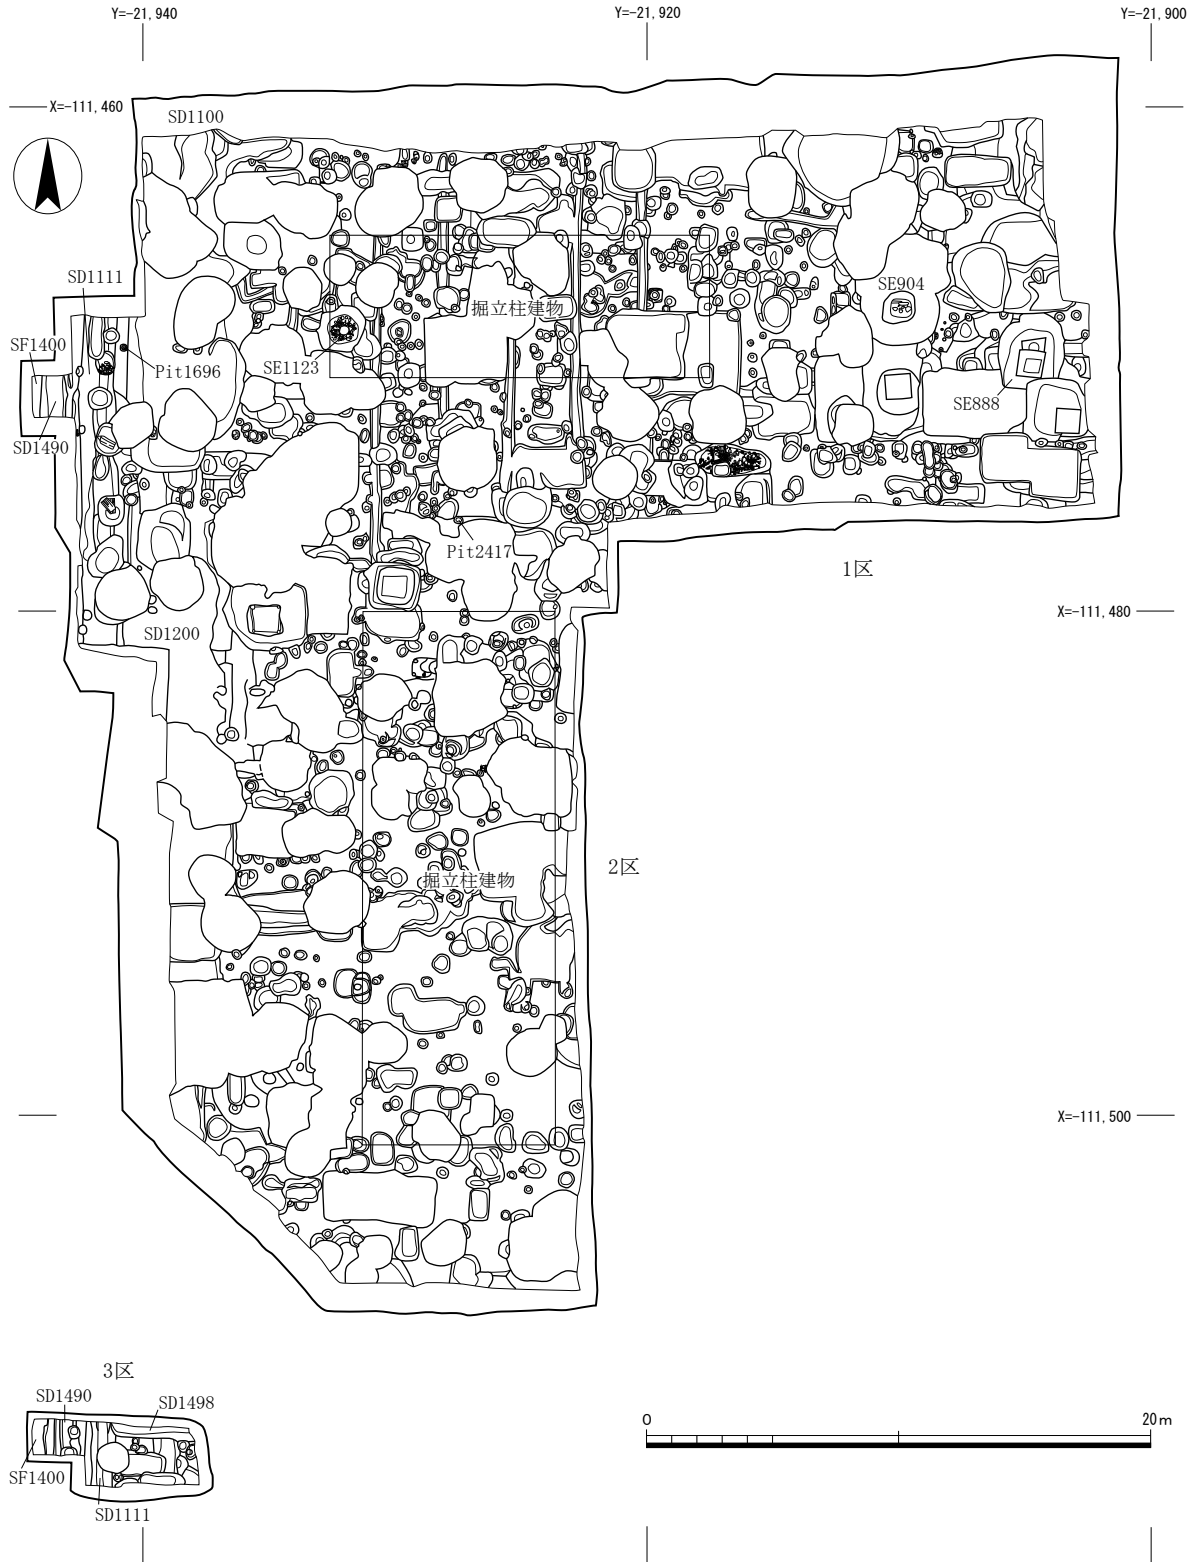 Y=-21,940
Y=-21,920
Y=-21,900
X=-111,460
SD1100
SD1111
SF1400
Pit1696
SD1490
SE1123
掘立柱建物
SE904
SE888
Pit2417
1区
X=-111,480
SD1200
2区
掘立柱建物
X=-111,500
3区
SD1490
SD1498
SF1400
SD1111
0
20m